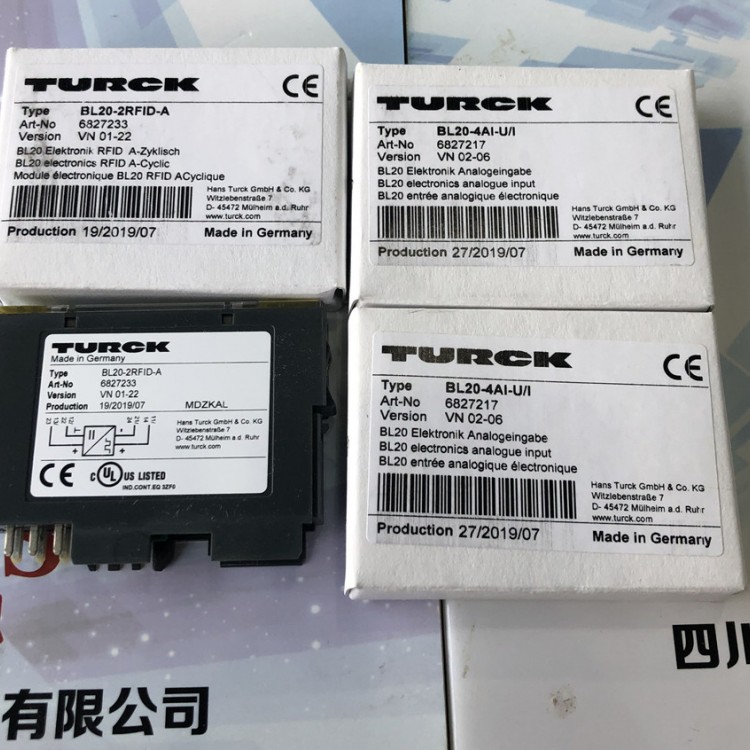 TURCK
CE
Type BL20-2RFID-A
Art-No 6827233
Version VN 01-22
BL20 Elektronik RFID A-Zyklisch
BL20 electronics RFID A-Cyclic
Module électronique BL20 RFID ACyclique
Hans Turck GmbH & Co. KG
Witzlebenstraße 7
D- 45472 Mülheim a.d. Ruhr
www.turck.com
Production 19/2019/07 Made in Germany
TURCK
CE
Type BL20-4AI-U/I
Art-No 6827217
Version VN 02-06
BL20 Elektronik Analogeingabe
BL20 electronics analogue input
BL20 entrée analogique électronique
Hans Turck GmbH & Co. KG
Witzlebenstraße 7
D- 45472 Mülheim a.d. Ruhr
www.turck.com
Production 27/2019/07 Made in Germany
TURCK
Made in Germany
Type BL20-2RFID-A
Art-No 6827233
Version VN 01-22
Production 19/2019/07 MDZKAL
Hans Turck GmbH & Co. KG
Witzlebenstraße 7
D- 45472 Mülheim a.d. Ruhr
www.turck.com
CE c UL US LISTED
IND.CONT.EQ 5ZF0
TURCK
CE
Type BL20-4AI-U/I
Art-No 6827217
Version VN 02-06
BL20 Elektronik Analogeingabe
BL20 electronics analogue input
BL20 entrée analogique électronique
Hans Turck GmbH & Co. KG
Witzlebenstraße 7
D- 45472 Mülheim a.d. Ruhr
www.turck.com
Production 27/2019/07 Made in Germany
S
四川
有限公司